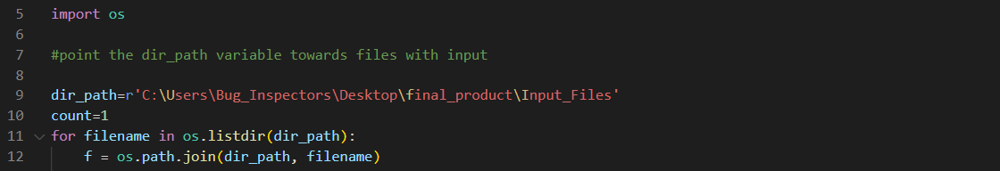 5 import os
6
7 #point the dir_path variable towards files with input
8
9 dir_path=r'C:\Users\Bug_Inspectors\Desktop\final_product\Input_Files'
10 count=1
11 for filename in os.listdir(dir_path):
12     f = os.path.join(dir_path, filename)